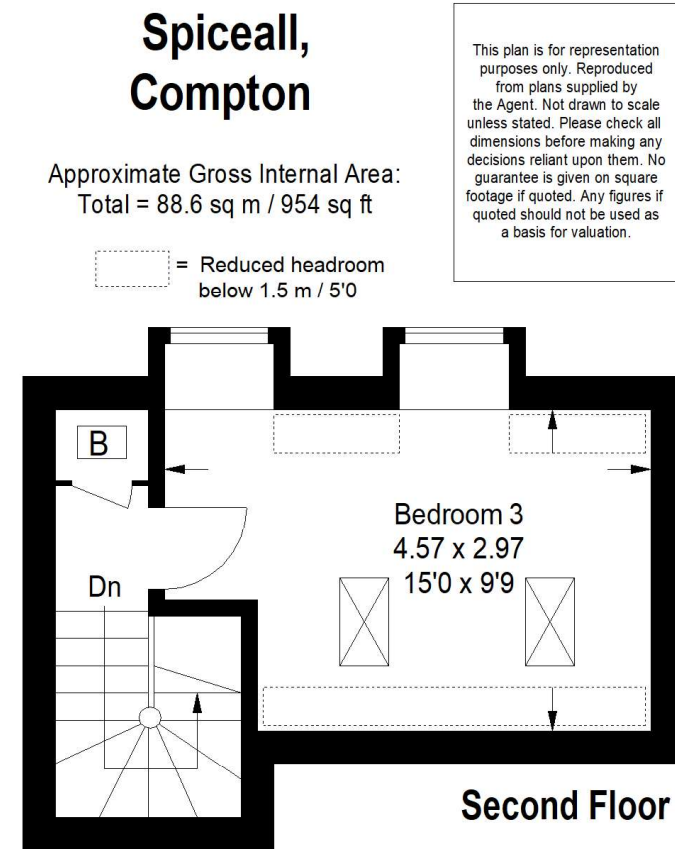 Spiceall,
Compton
Approximate Gross Internal Area:
Total = 88.6 sq m / 954 sq ft
= Reduced headroom
below 1.5 m / 5'0
This plan is for representation
purposes only. Reproduced
from plans supplied by
the Agent. Not drawn to scale
unless stated. Please check all
dimensions before making any
decisions reliant upon them. No
guarantee is given on square
footage if quoted. Any figures if
quoted should not be used as
a basis for valuation.
B
Bedroom 3
4.57 x 2.97
15'0 x 9'9
Dn
Second Floor